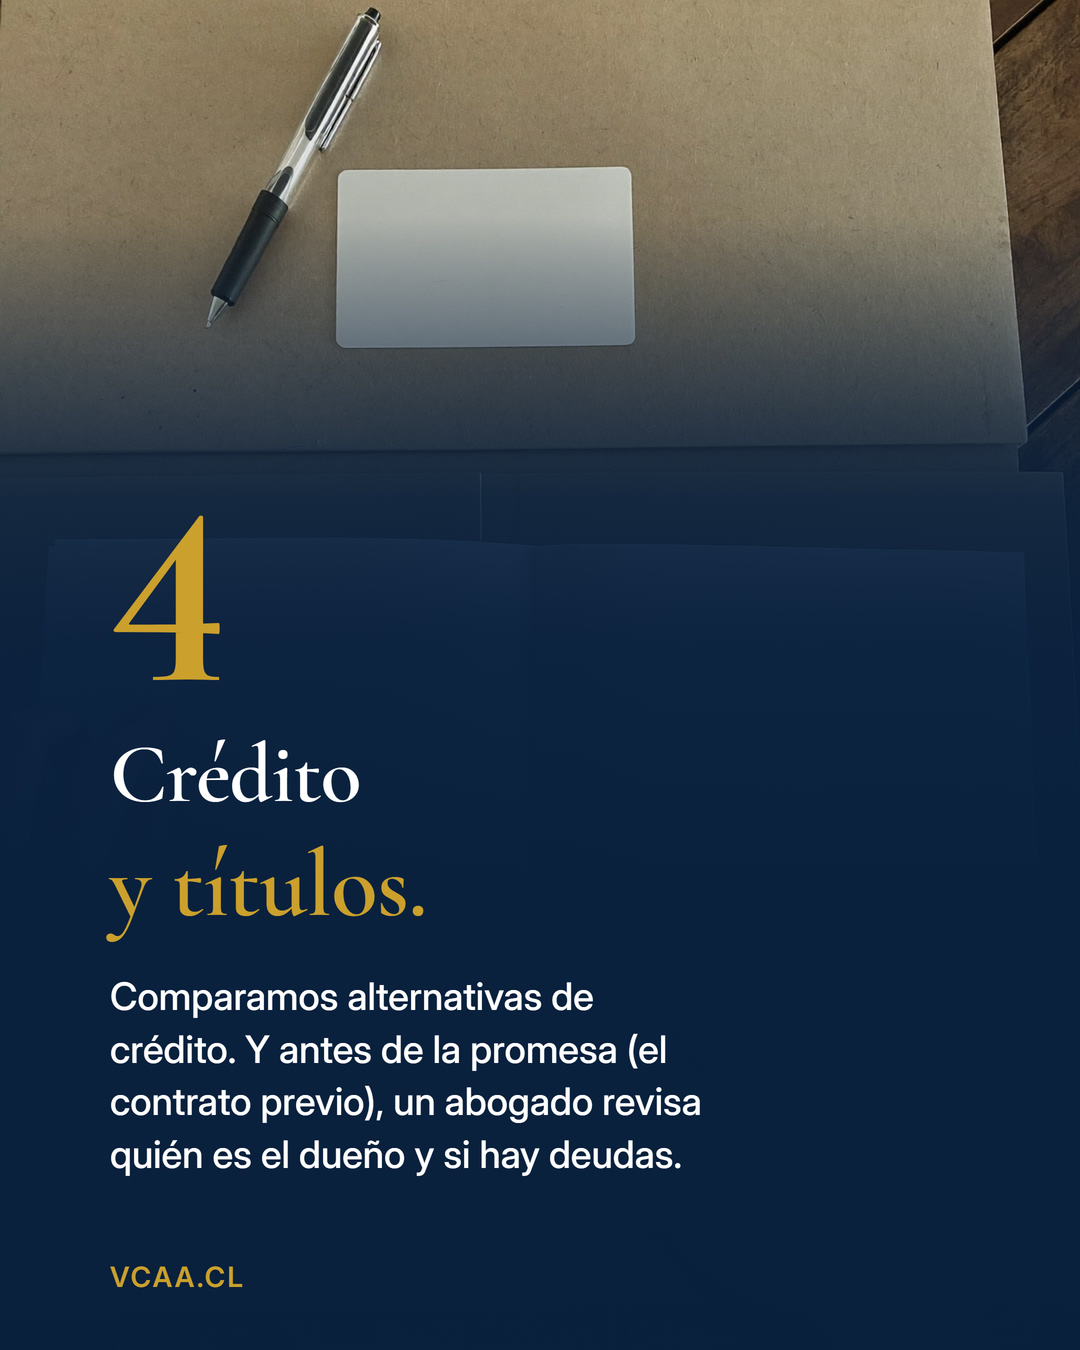 4
Crédito
y títulos.
Comparamos alternativas de
crédito. Y antes de la promesa (el
contrato previo), un abogado revisa
quién es el dueño y si hay deudas.
VCAA.CL